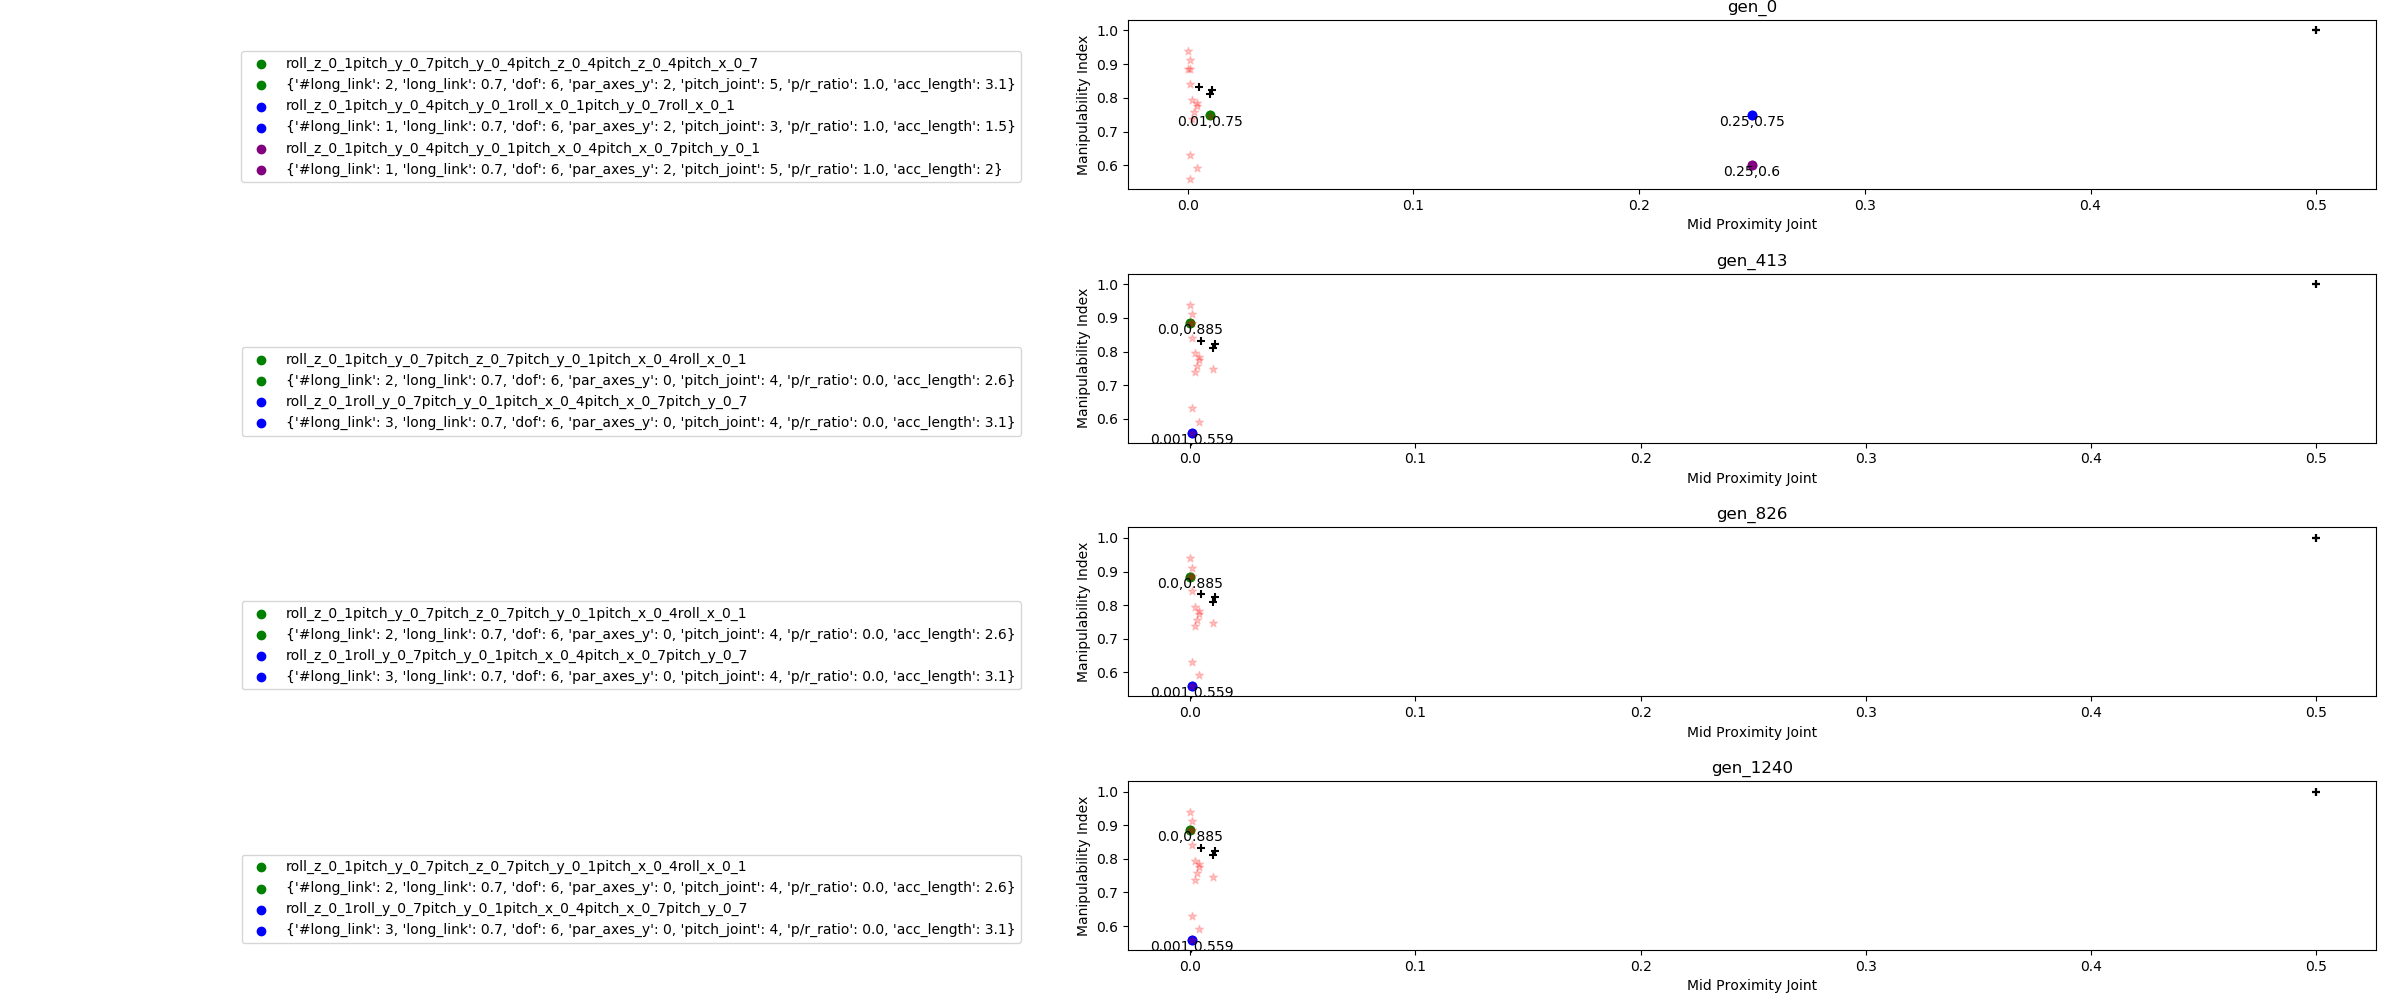 gen_0
roll_z_0_1pitch_y_0_7pitch_y_0_4pitch_z_0_4pitch_z_0_4pitch_x_0_7
{'#long_link': 2, 'long_link': 0.7, 'dof': 6, 'par_axes_y': 2, 'pitch_joint': 5, 'p/r_ratio': 1.0, 'acc_length': 3.1}
roll_z_0_1pitch_y_0_4pitch_y_0_1roll_x_0_1pitch_y_0_7roll_x_0_1
{'#long_link': 1, 'long_link': 0.7, 'dof': 6, 'par_axes_y': 2, 'pitch_joint': 3, 'p/r_ratio': 1.0, 'acc_length': 1.5}
roll_z_0_1pitch_y_0_4pitch_y_0_1pitch_x_0_4pitch_x_0_7pitch_y_0_1
{'#long_link': 1, 'long_link': 0.7, 'dof': 6, 'par_axes_y': 2, 'pitch_joint': 5, 'p/r_ratio': 1.0, 'acc_length': 2}
Manipulability Index
1.0
0.9
0.8
0.7
0.6
0.01,0.75
0.25,0.75
0.25,0.6
0.0 0.1 0.2 0.3 0.4 0.5
Mid Proximity Joint
gen_413
roll_z_0_1pitch_y_0_7pitch_z_0_7pitch_y_0_1pitch_x_0_4roll_x_0_1
{'#long_link': 2, 'long_link': 0.7, 'dof': 6, 'par_axes_y': 0, 'pitch_joint': 4, 'p/r_ratio': 0.0, 'acc_length': 2.6}
roll_z_0_1roll_y_0_7pitch_y_0_1pitch_x_0_4pitch_x_0_7pitch_y_0_7
{'#long_link': 3, 'long_link': 0.7, 'dof': 6, 'par_axes_y': 0, 'pitch_joint': 4, 'p/r_ratio': 0.0, 'acc_length': 3.1}
Manipulability Index
1.0
0.9
0.8
0.7
0.6
0.0,0.885
0.001,0.559
0.0 0.1 0.2 0.3 0.4 0.5
Mid Proximity Joint
gen_826
roll_z_0_1pitch_y_0_7pitch_z_0_7pitch_y_0_1pitch_x_0_4roll_x_0_1
{'#long_link': 2, 'long_link': 0.7, 'dof': 6, 'par_axes_y': 0, 'pitch_joint': 4, 'p/r_ratio': 0.0, 'acc_length': 2.6}
roll_z_0_1roll_y_0_7pitch_y_0_1pitch_x_0_4pitch_x_0_7pitch_y_0_7
{'#long_link': 3, 'long_link': 0.7, 'dof': 6, 'par_axes_y': 0, 'pitch_joint': 4, 'p/r_ratio': 0.0, 'acc_length': 3.1}
Manipulability Index
1.0
0.9
0.8
0.7
0.6
0.0,0.885
0.001,0.559
0.0 0.1 0.2 0.3 0.4 0.5
Mid Proximity Joint
gen_1240
roll_z_0_1pitch_y_0_7pitch_z_0_7pitch_y_0_1pitch_x_0_4roll_x_0_1
{'#long_link': 2, 'long_link': 0.7, 'dof': 6, 'par_axes_y': 0, 'pitch_joint': 4, 'p/r_ratio': 0.0, 'acc_length': 2.6}
roll_z_0_1roll_y_0_7pitch_y_0_1pitch_x_0_4pitch_x_0_7pitch_y_0_7
{'#long_link': 3, 'long_link': 0.7, 'dof': 6, 'par_axes_y': 0, 'pitch_joint': 4, 'p/r_ratio': 0.0, 'acc_length': 3.1}
Manipulability Index
1.0
0.9
0.8
0.7
0.6
0.0,0.885
0.001,0.559
0.0 0.1 0.2 0.3 0.4 0.5
Mid Proximity Joint